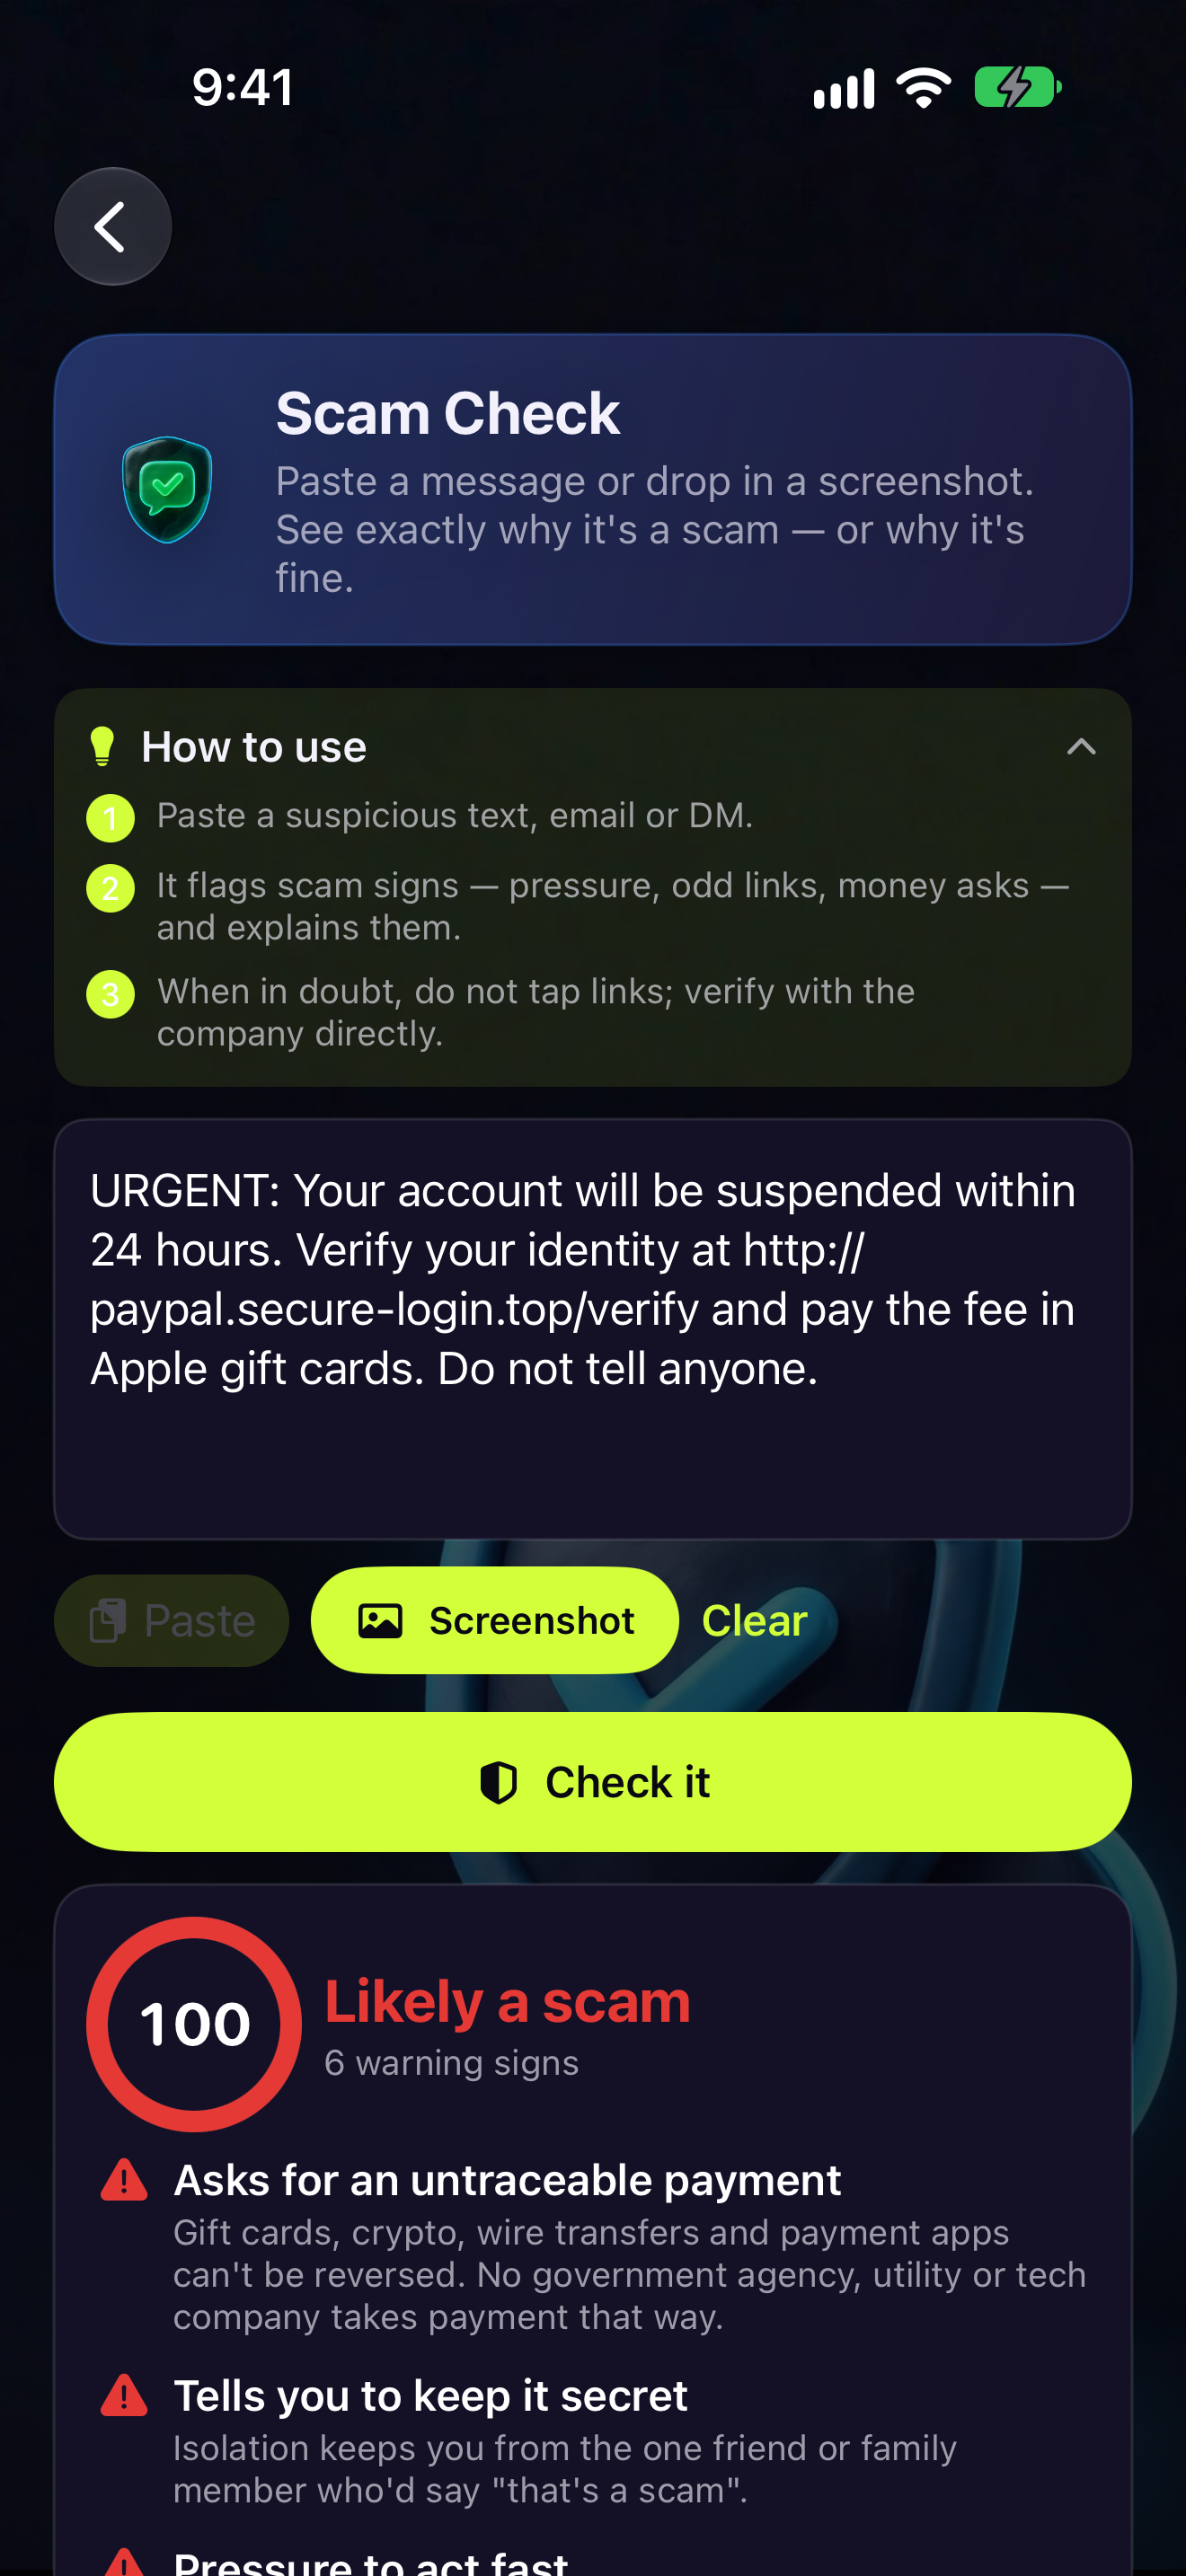 9:41
Scam Check
Paste a message or drop in a screenshot.
See exactly why it's a scam — or why it's
fine.
How to use
1 Paste a suspicious text, email or DM.
2 It flags scam signs — pressure, odd links, money asks —
and explains them.
3 When in doubt, do not tap links; verify with the
company directly.
URGENT: Your account will be suspended within
24 hours. Verify your identity at http://
paypal.secure-login.top/verify and pay the fee in
Apple gift cards. Do not tell anyone.
Paste Screenshot Clear
Check it
100
Likely a scam
6 warning signs
Asks for an untraceable payment
Gift cards, crypto, wire transfers and payment apps
can't be reversed. No government agency, utility or tech
company takes payment that way.
Tells you to keep it secret
Isolation keeps you from the one friend or family
member who'd say "that's a scam".
Pressure to act fast